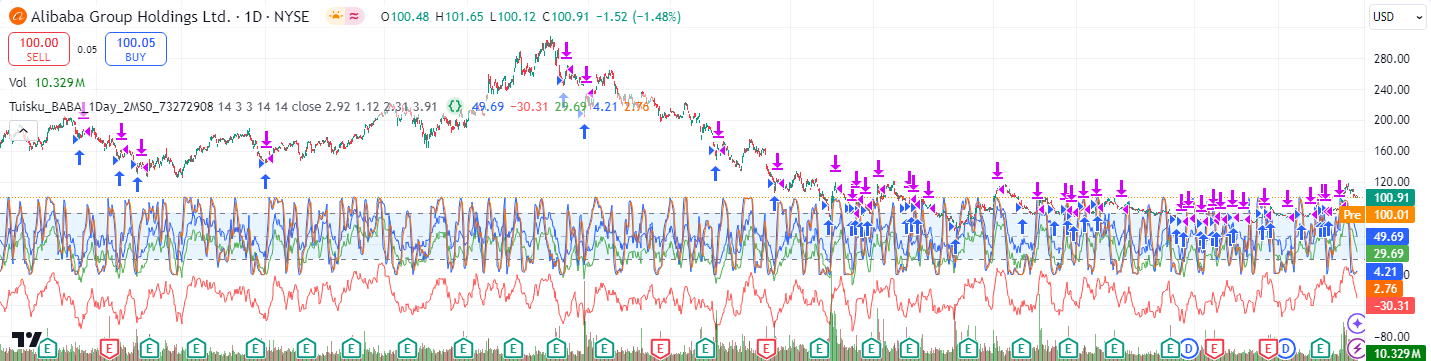 Alibaba Group Holdings Ltd. · 1D · NYSE O100.48 H101.65 L100.12 C100.91 −1.52 (−1.48%)
USD
100.00
SELL
0.05
100.05
BUY
Vol 10.329M
Tuisku_BABA_1Day_2MS0_73272908 14 3 3 14 14 close 2.92 1.12 2.31 3.91 {} 49.69 −30.31 29.69 4.21 2.76
280.00
240.00
200.00
160.00
120.00
100.91
Pre 100.01
49.69
29.69
4.21
2.76
−30.31
−80.00
10.329M
E E E E E E E E E E E E E E E E E E E E E D E E D E